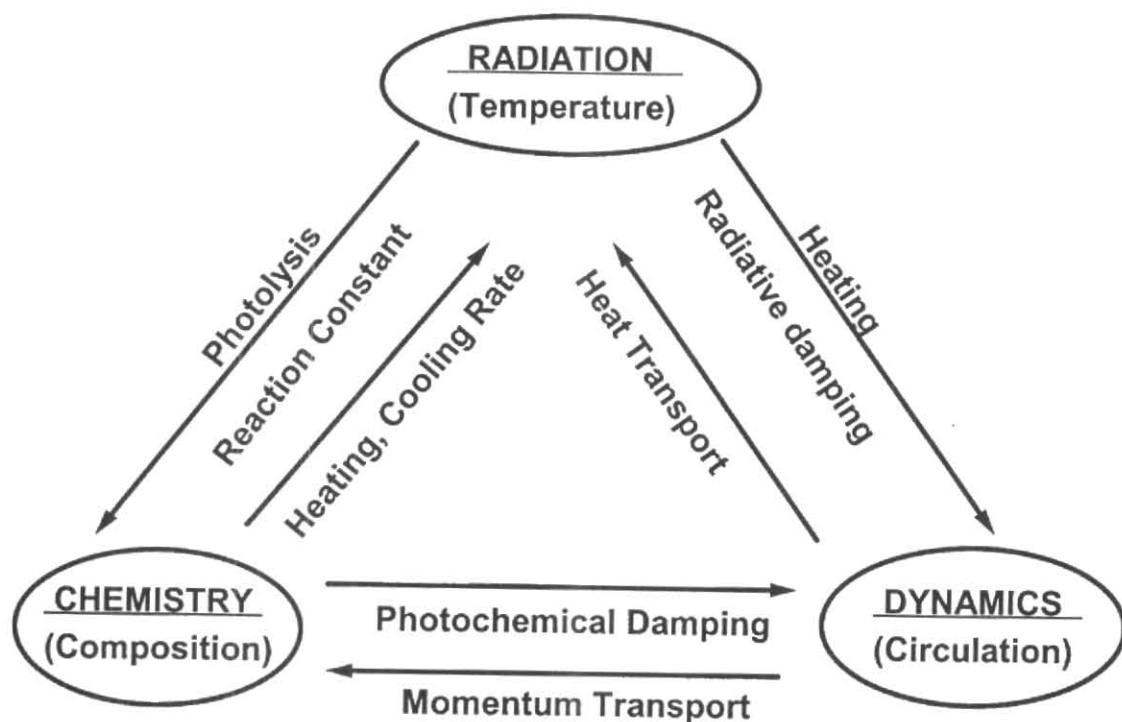 RADIATION
(Temperature)
Photolysis
Reaction Constant
Heating, Cooling Rate
Heat Transport
Radiative damping
Heating
CHEMISTRY
(Composition)
Photochemical Damping
Momentum Transport
DYNAMICS
(Circulation)